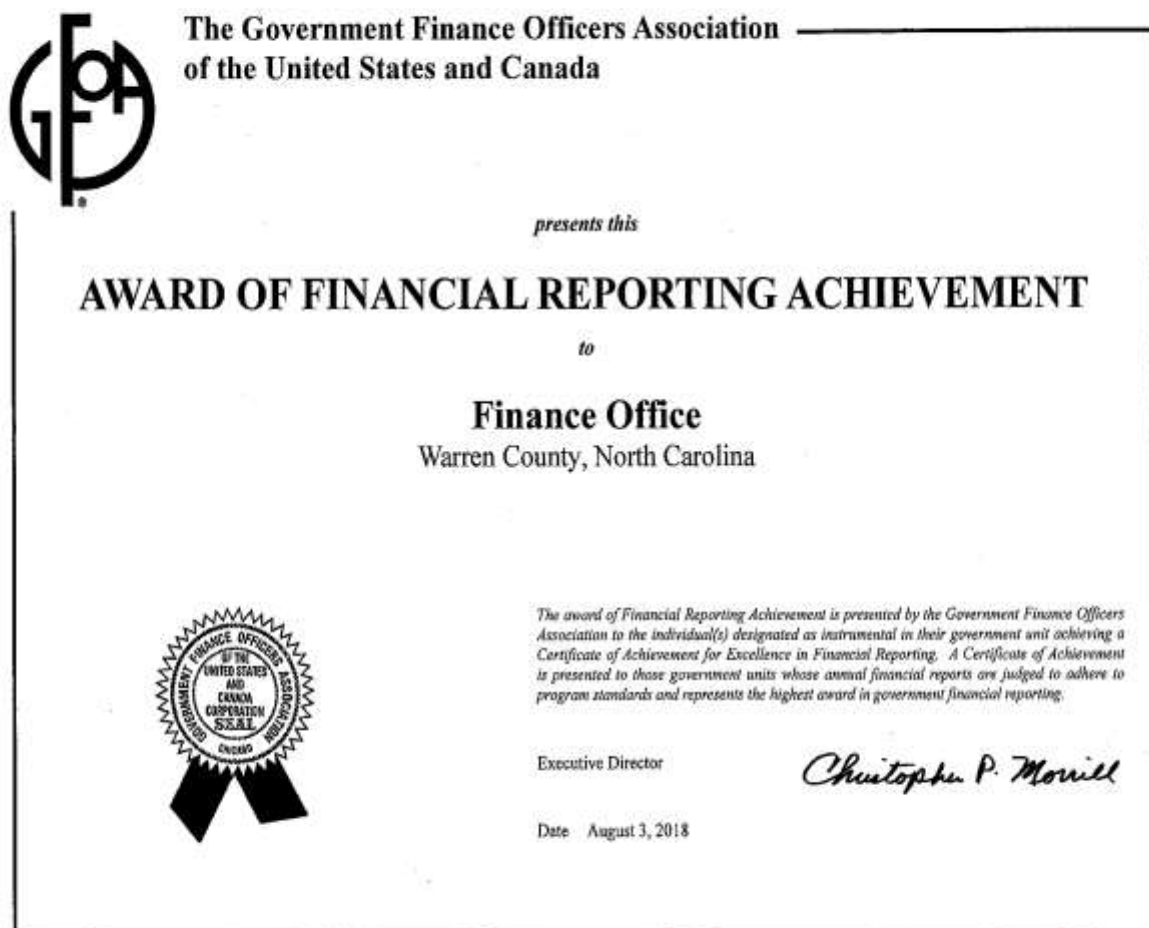 GFOA
®
The Government Finance Officers Association
of the United States and Canada
presents this
AWARD OF FINANCIAL REPORTING ACHIEVEMENT
to
Finance Office
Warren County, North Carolina
GOVERNMENT FINANCE OFFICERS ASSOCIATION
OF THE
UNITED STATES
AND
CANADA
CORPORATION
SEAL
CHICAGO
The award of Financial Reporting Achievement is presented by the Government Finance Officers
Association to the individual(s) designated as instrumental in their government unit achieving a
Certificate of Achievement for Excellence in Financial Reporting. A Certificate of Achievement
is presented to those government units whose annual financial reports are judged to adhere to
program standards and represents the highest award in government financial reporting.
Executive Director
Christopher P. Morrill
Date August 3, 2018